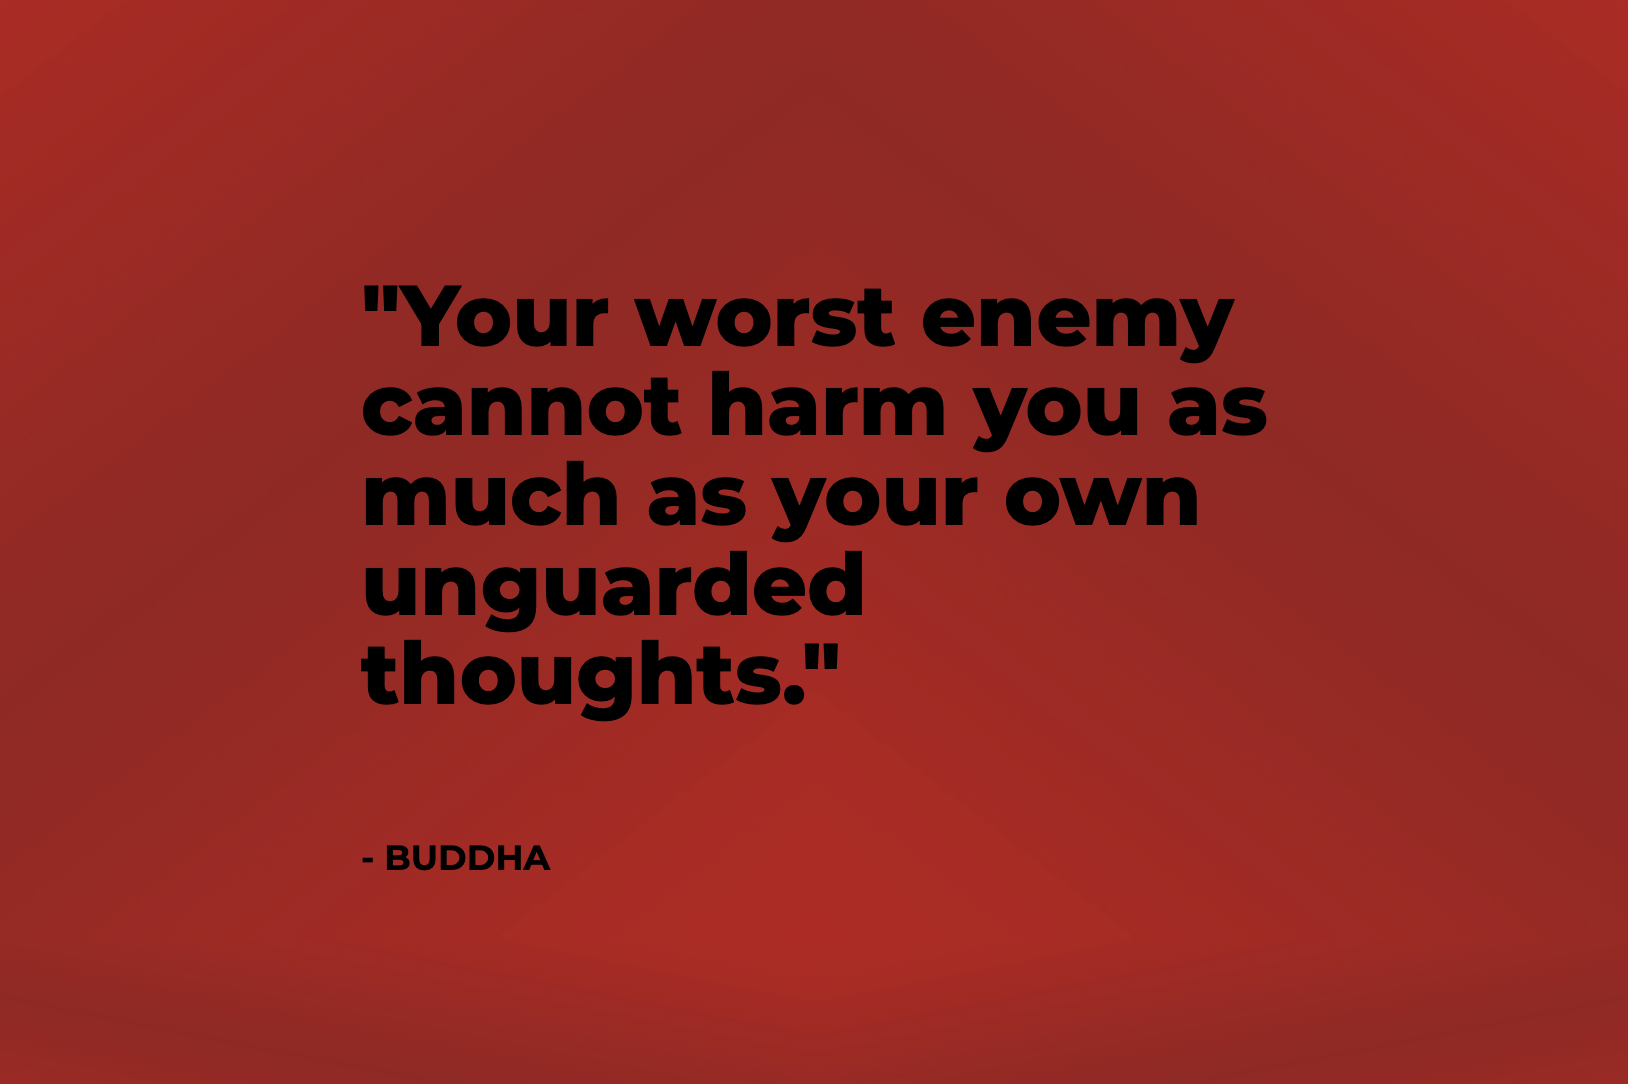 "Your worst enemy
cannot harm you as
much as your own
unguarded
thoughts."
- BUDDHA